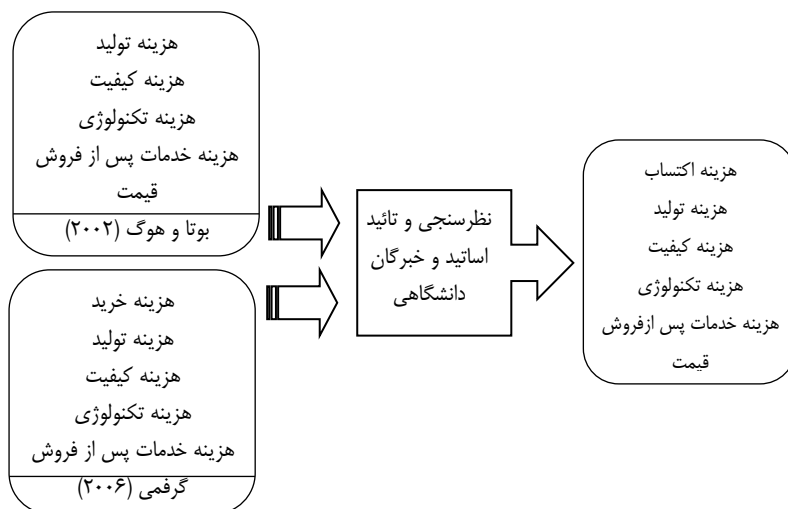 هزینه تولید
هزینه کیفیت
هزینه تکنولوژی
هزینه خدمات پس از فروش
قیمت
بوتا و هوگ (۲۰۰۲)
هزینه خرید
هزینه تولید
هزینه کیفیت
هزینه تکنولوژی
هزینه خدمات پس از فروش
گرفمی (۲۰۰۶)
نظرسنجی و تائید
اساتید و خبرگان
دانشگاهی
هزینه اکتساب
هزینه تولید
هزینه کیفیت
هزینه تکنولوژی
هزینه خدمات پس ازفروش
قیمت